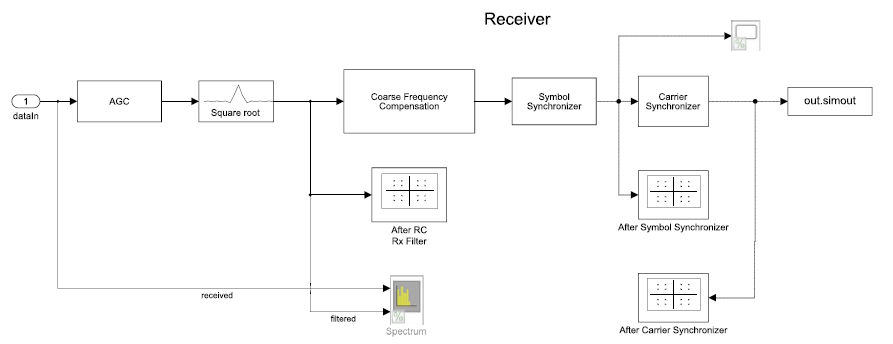 Receiver
1
dataIn
AGC
Square root
Coarse Frequency
Compensation
Symbol
Synchronizer
Carrier
Synchronizer
out.simout
After RC
Rx Filter
After Symbol Synchronizer
received
filtered
Spectrum
After Carrier Synchronizer